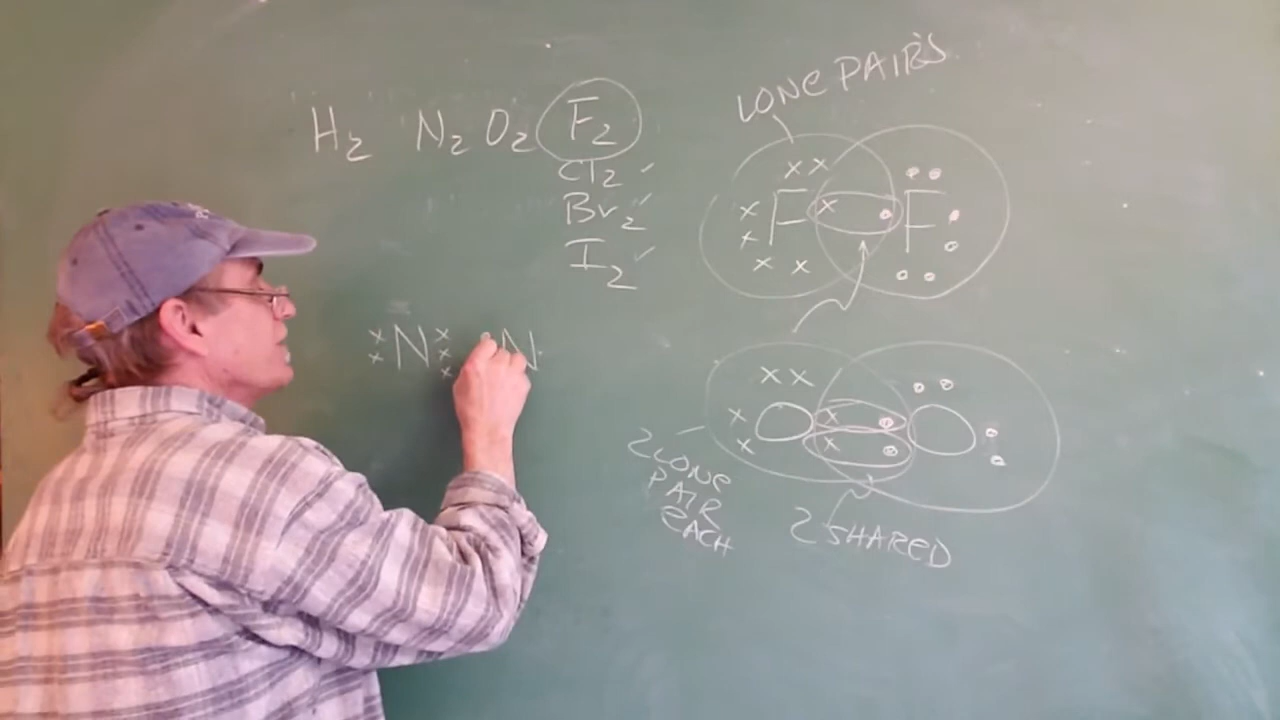 LONE PAIRS
H₂ N₂ O₂ F₂
Cl₂ ✓
Br₂ ✓
I₂ ✓
x x
x F x • F •
x •
x x • •
• •
x N x N
x x
x
x x • •
x O x • O •
x x • •
2 LONE
PAIR
EACH
2 SHARED